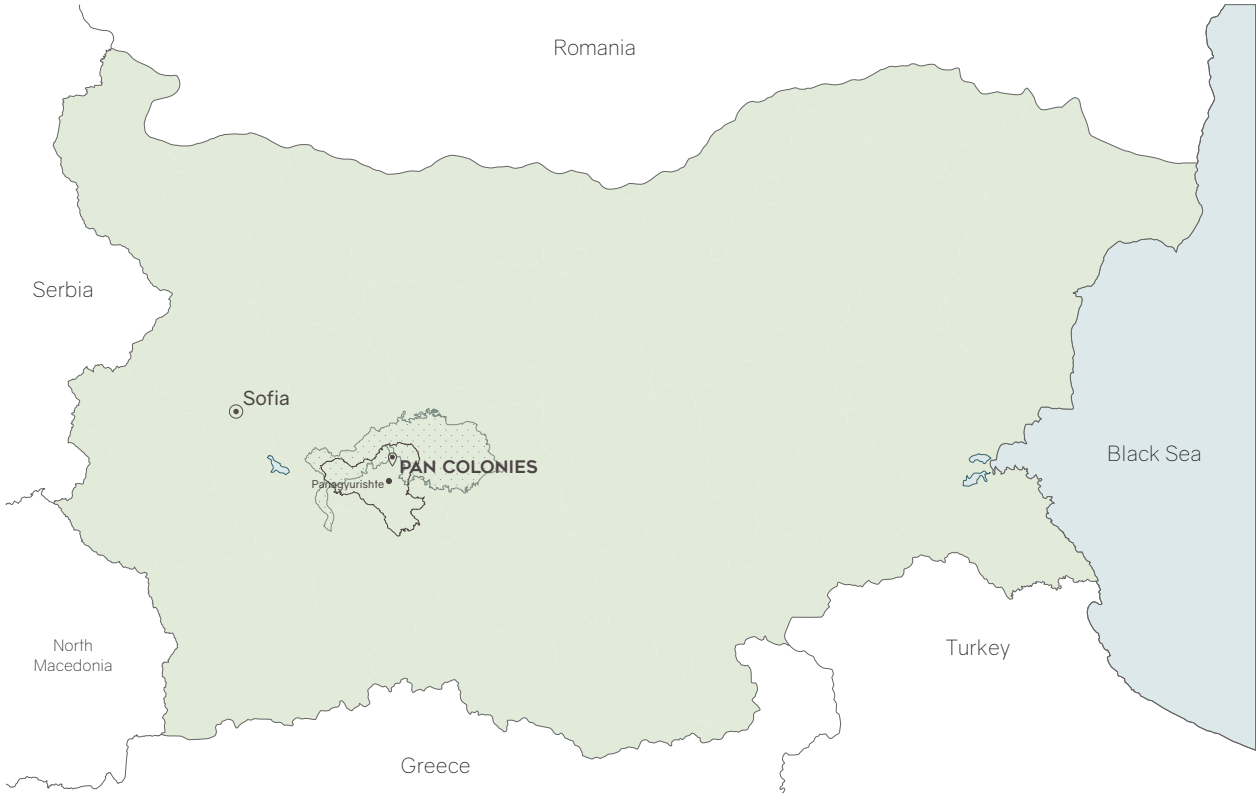 Romania
Serbia
Sofia
Black Sea
PAN COLONIES
Panagyurishte
North
Macedonia
Turkey
Greece